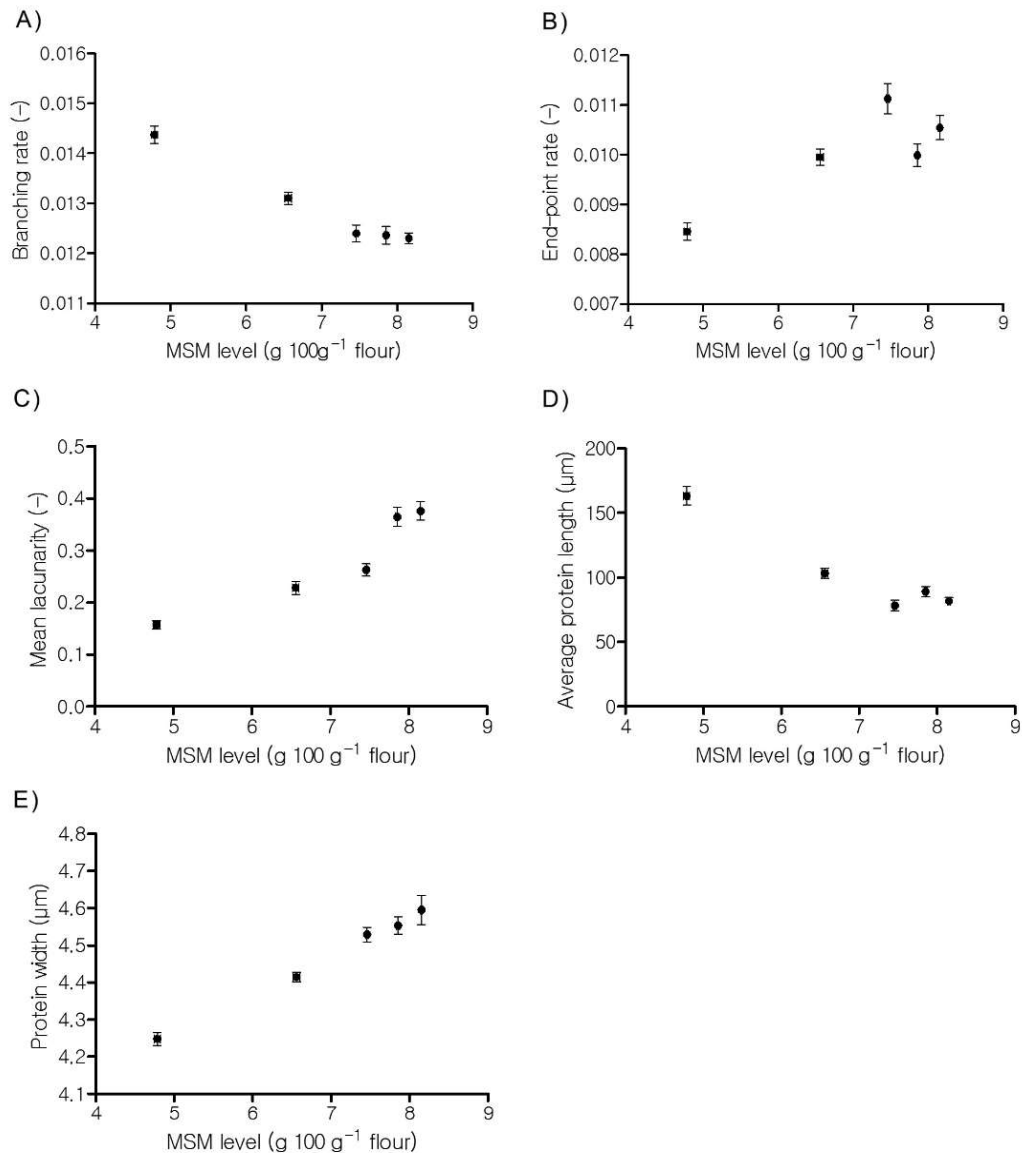 A)
0.016
0.015
0.014
0.013
0.012
0.011
Branching rate (-)
4 5 6 7 8 9
MSM level (g 100g⁻¹ flour)
B)
0.012
0.011
0.010
0.009
0.008
0.007
End-point rate (-)
4 5 6 7 8 9
MSM level (g 100 g⁻¹ flour)
C)
0.5
0.4
0.3
0.2
0.1
0.0
Mean lacunarity (-)
4 5 6 7 8 9
MSM level (g 100 g⁻¹ flour)
D)
200
150
100
50
0
Average protein length (μm)
4 5 6 7 8 9
MSM level (g 100 g⁻¹ flour)
E)
4.8
4.7
4.6
4.5
4.4
4.3
4.2
4.1
Protein width (μm)
4 5 6 7 8 9
MSM level (g 100 g⁻¹ flour)